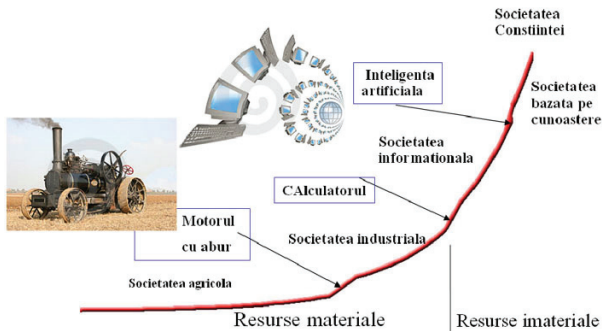 Societatea
Constiintei
Inteligenta
artificiala
Societatea
bazata pe
cunoastere
Societatea
informationala
CAlculatorul
Motorul
cu abur
Societatea industriala
Societatea agricola
Resurse materiale
Resurse imateriale